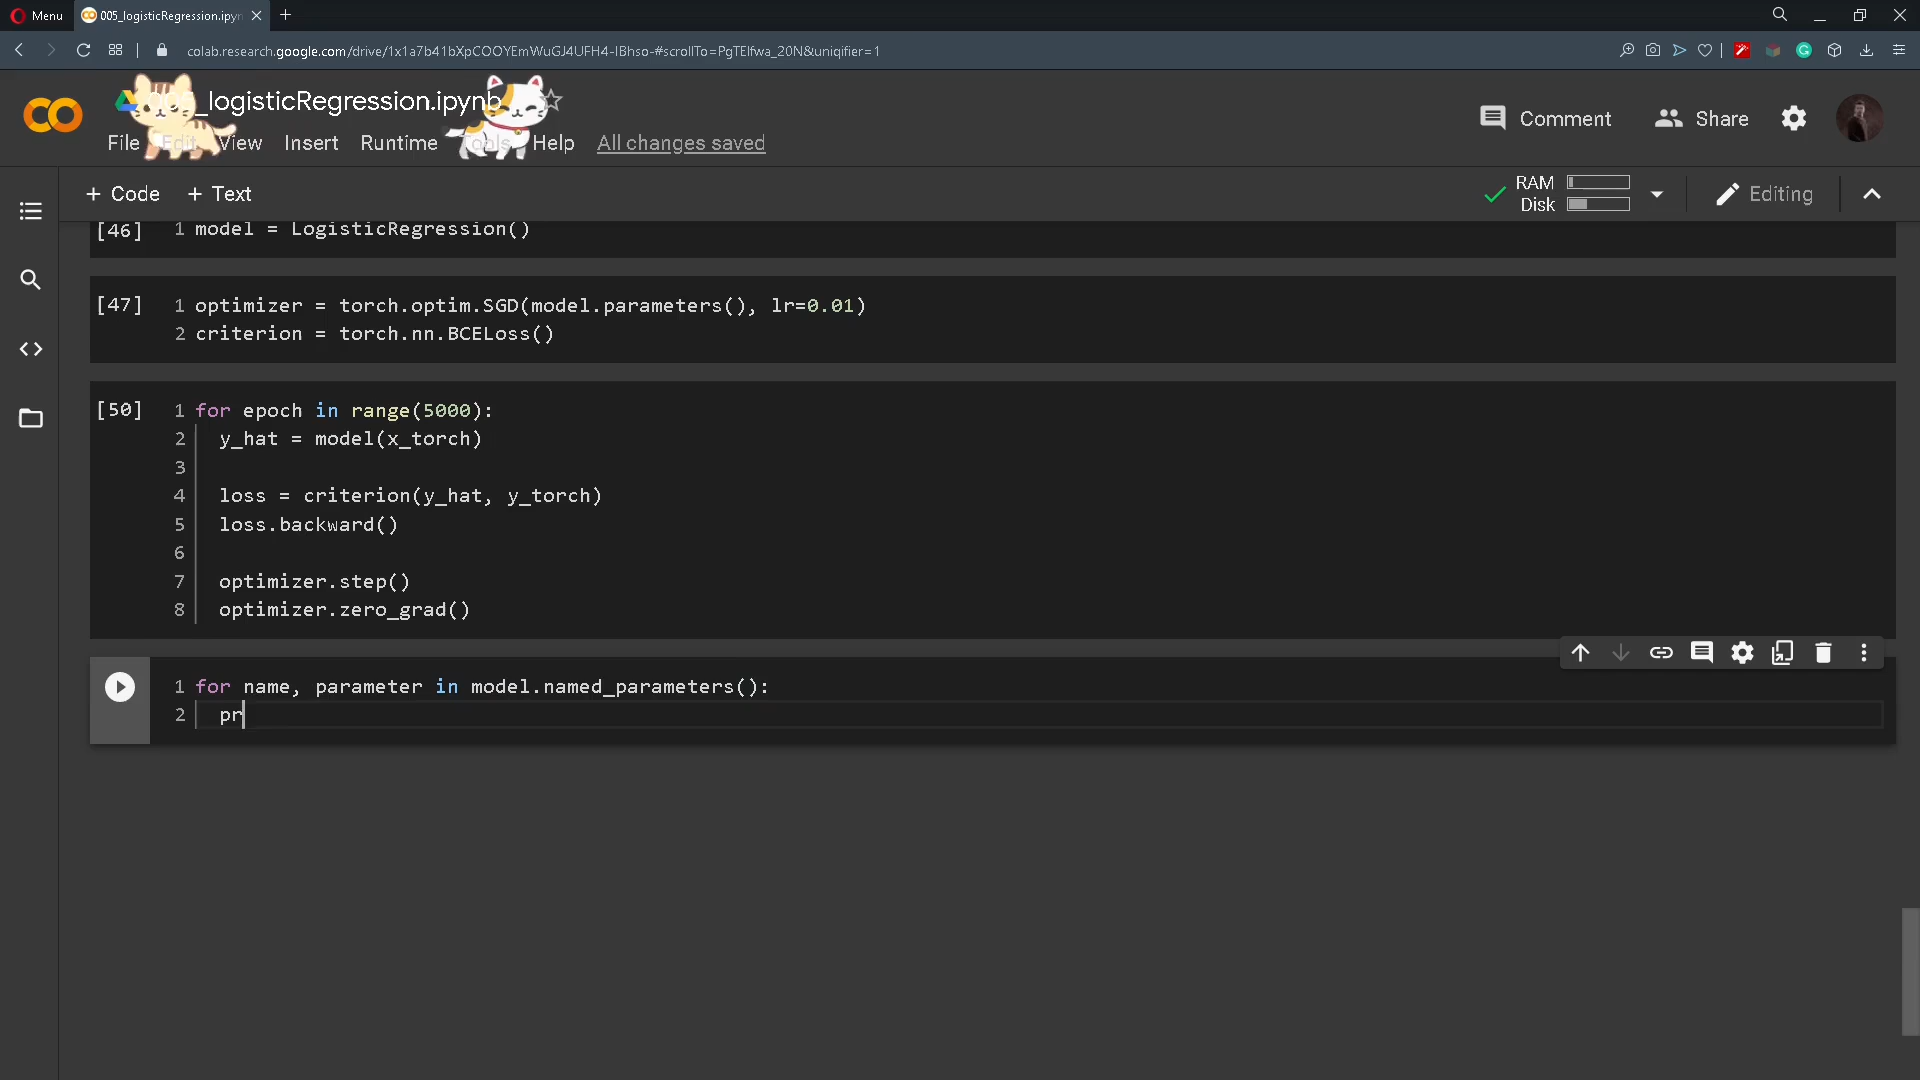 Menu
005_logisticRegression.ipyn
colab.research.google.com/drive/1x1a7b41bXpCOOYEmWuGJ4UFH4-IBhso-#scrollTo=PgTElfwa_20N&uniqifier=1
005_logisticRegression.ipynb
File Edit View Insert Runtime Tools Help All changes saved
Comment Share
+ Code + Text
RAM
Disk
Editing
[46] 1 model = LogisticRegression()
[47] 1 optimizer = torch.optim.SGD(model.parameters(), lr=0.01)
2 criterion = torch.nn.BCELoss()
[50] 1 for epoch in range(5000):
2 y_hat = model(x_torch)
3
4 loss = criterion(y_hat, y_torch)
5 loss.backward()
6
7 optimizer.step()
8 optimizer.zero_grad()
1 for name, parameter in model.named_parameters():
2 pr